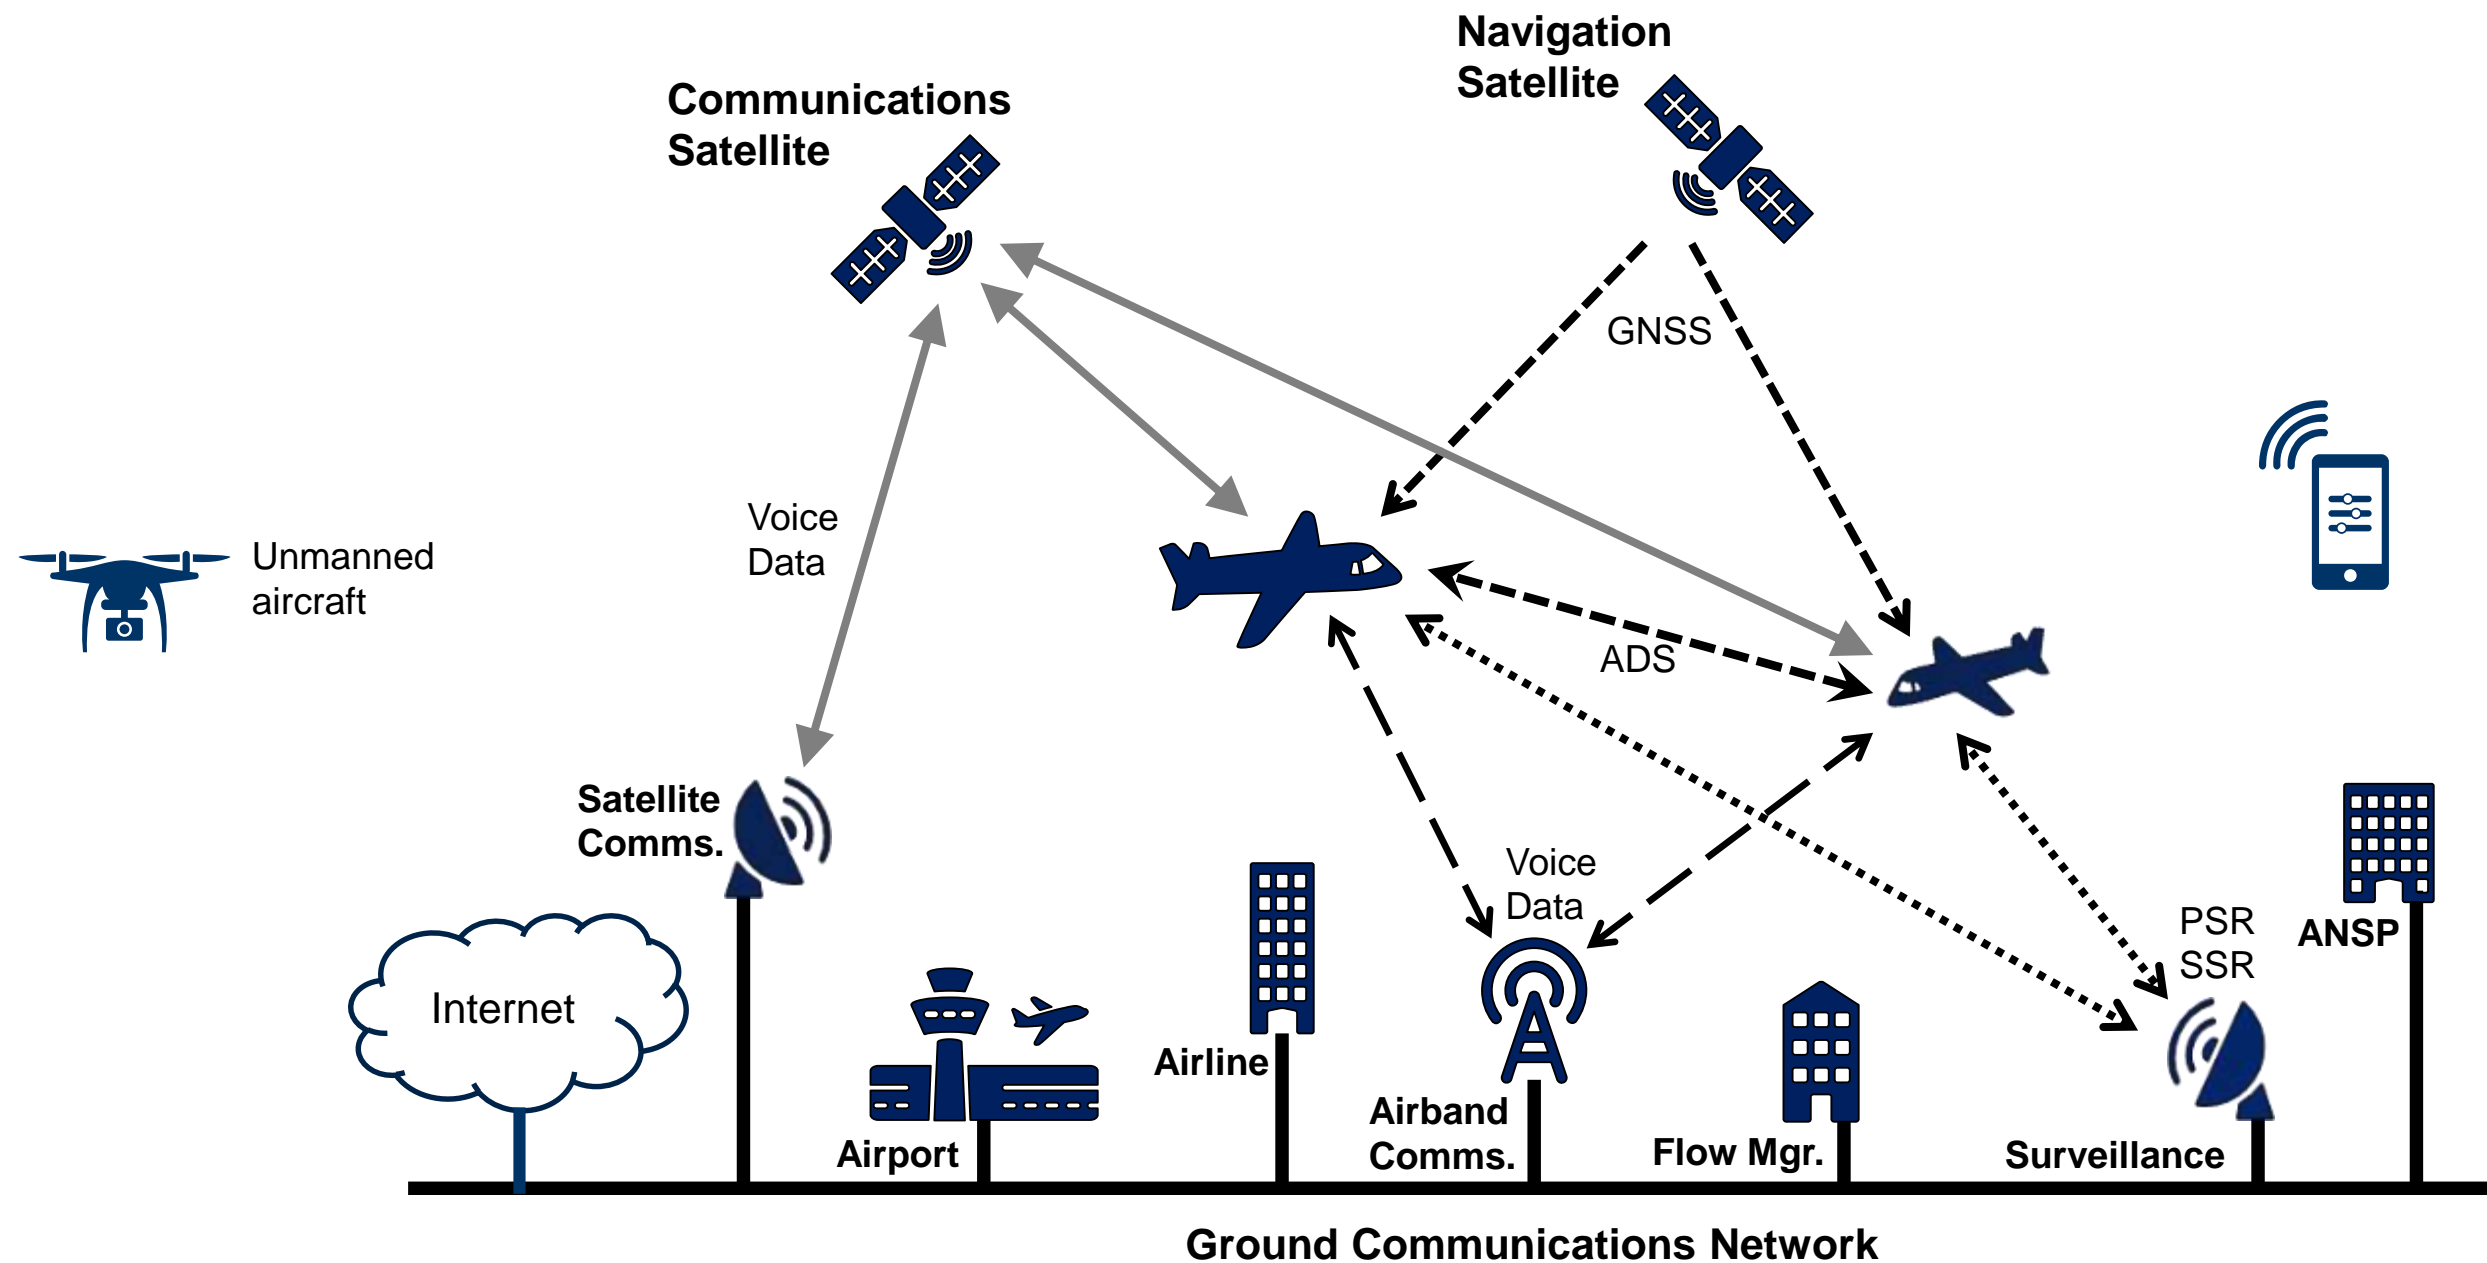 Navigation
Satellite
Communications
Satellite
GNSS
Voice
Data
Unmanned
aircraft
ADS
Satellite
Comms.
Voice
Data
PSR
SSR
ANSP
Internet
Airline
Airband
Comms.
Airport
Flow Mgr.
Surveillance
Ground Communications Network